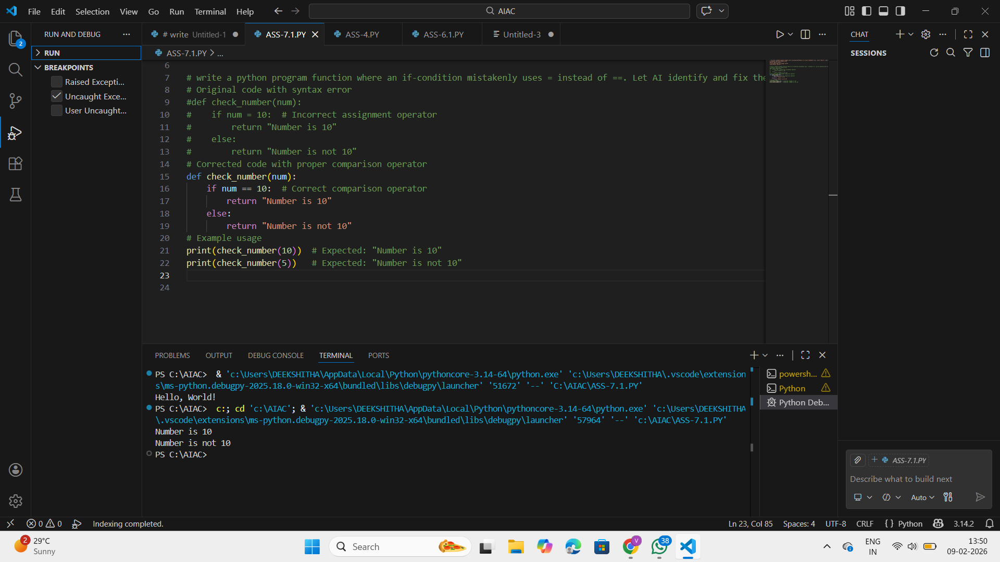 File Edit Selection View Go Run Terminal Help
AIAC
RUN AND DEBUG
# write Untitled-1
ASS-7.1.PY
ASS-4.PY
ASS-6.1.PY
Untitled-3
CHAT
RUN
ASS-7.1.PY > ...
SESSIONS
2
BREAKPOINTS
Raised Excepti...
Uncaught Exce...
User Uncaught...
6
7 # write a python program function where an if-condition mistakenly uses = instead of ==. Let AI identify and fix the
8 # Original code with syntax error
9 #def check_number(num):
10 #    if num = 10:  # Incorrect assignment operator
11 #        return "Number is 10"
12 #    else:
13 #        return "Number is not 10"
14 # Corrected code with proper comparison operator
15 def check_number(num):
16     if num == 10:  # Correct comparison operator
17         return "Number is 10"
18     else:
19         return "Number is not 10"
20 # Example usage
21 print(check_number(10))  # Expected: "Number is 10"
22 print(check_number(5))   # Expected: "Number is not 10"
23
24
PROBLEMS OUTPUT DEBUG CONSOLE TERMINAL PORTS
PS C:\AIAC>  & 'c:\Users\DEEKSHITHA\AppData\Local\Python\pythoncore-3.14-64\python.exe' 'c:\Users\DEEKSHITHA\.vscode\extension
s\ms-python.debugpy-2025.18.0-win32-x64\bundled\libs\debugpy\launcher' '51672' '--' 'C:\AIAC\ASS-7.1.PY'
Hello, World!
PS C:\AIAC>  c:; cd 'c:\AIAC'; & 'c:\Users\DEEKSHITHA\AppData\Local\Python\pythoncore-3.14-64\python.exe' 'c:\Users\DEEKSHITHA
\.vscode\extensions\ms-python.debugpy-2025.18.0-win32-x64\bundled\libs\debugpy\launcher' '57964' '--' 'c:\AIAC\ASS-7.1.PY'
Number is 10
Number is not 10
PS C:\AIAC>
powersh...
Python
Python Deb...
ASS-7.1.PY
Describe what to build next
Auto
0 0 Indexing completed.
Ln 23, Col 85 Spaces: 4 UTF-8 CRLF {} Python 3.14.2
2
29°C
Sunny
Search
V
38
ENG
IN
13:50
09-02-2026